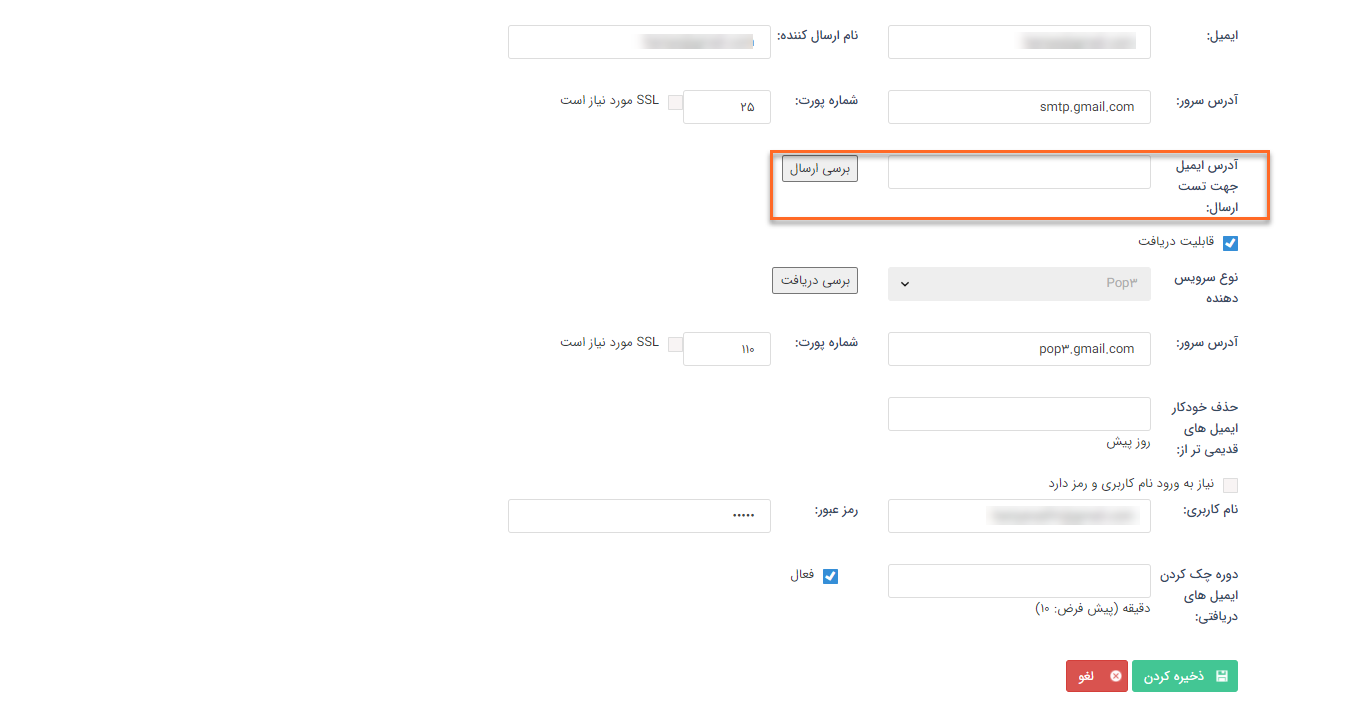 ایمیل:
نام ارسال کننده:
آدرس سرور:
smtp.gmail.com
شماره پورت:
۲۵
SSL مورد نیاز است
آدرس ایمیل
جهت تست
ارسال:
برسی ارسال
قابلیت دریافت
نوع سرویس
دهنده
Pop۳
برسی دریافت
آدرس سرور:
pop۳.gmail.com
شماره پورت:
۱۱۰
SSL مورد نیاز است
حذف خودکار
ایمیل های
قدیمی تر از:
روز پیش
نیاز به ورود نام کاربری و رمز دارد
نام کاربری:
رمز عبور:
•••••
دوره چک کردن
ایمیل های
دریافتی:
دقیقه (پیش فرض: ۱۰)
فعال
ذخیره کردن
لغو